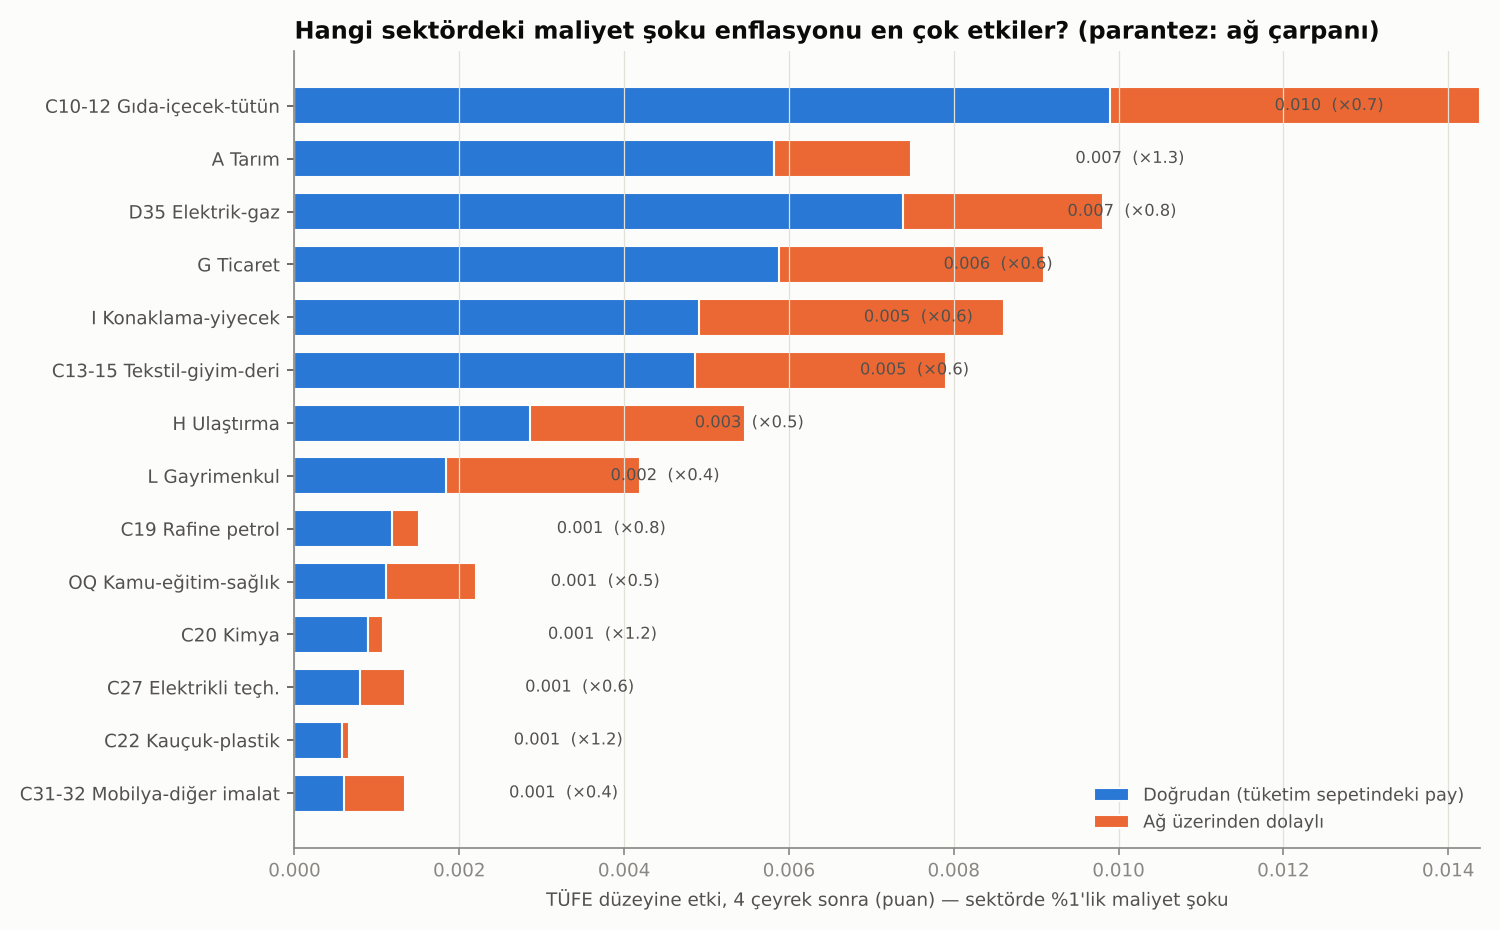 Hangi sektördeki maliyet şoku enflasyonu en çok etkiler? (parantez: ağ çarpanı)
C10-12 Gıda-içecek-tütün 0.010 (×0.7)
A Tarım 0.007 (×1.3)
D35 Elektrik-gaz 0.007 (×0.8)
G Ticaret 0.006 (×0.6)
I Konaklama-yiyecek 0.005 (×0.6)
C13-15 Tekstil-giyim-deri 0.005 (×0.6)
H Ulaştırma 0.003 (×0.5)
L Gayrimenkul 0.002 (×0.4)
C19 Rafine petrol 0.001 (×0.8)
OQ Kamu-eğitim-sağlık 0.001 (×0.5)
C20 Kimya 0.001 (×1.2)
C27 Elektrikli teçh. 0.001 (×0.6)
C22 Kauçuk-plastik 0.001 (×1.2)
C31-32 Mobilya-diğer imalat 0.001 (×0.4)
Doğrudan (tüketim sepetindeki pay)
Ağ üzerinden dolaylı
0.000 0.002 0.004 0.006 0.008 0.010 0.012 0.014
TÜFE düzeyine etki, 4 çeyrek sonra (puan) — sektörde %1'lik maliyet şoku